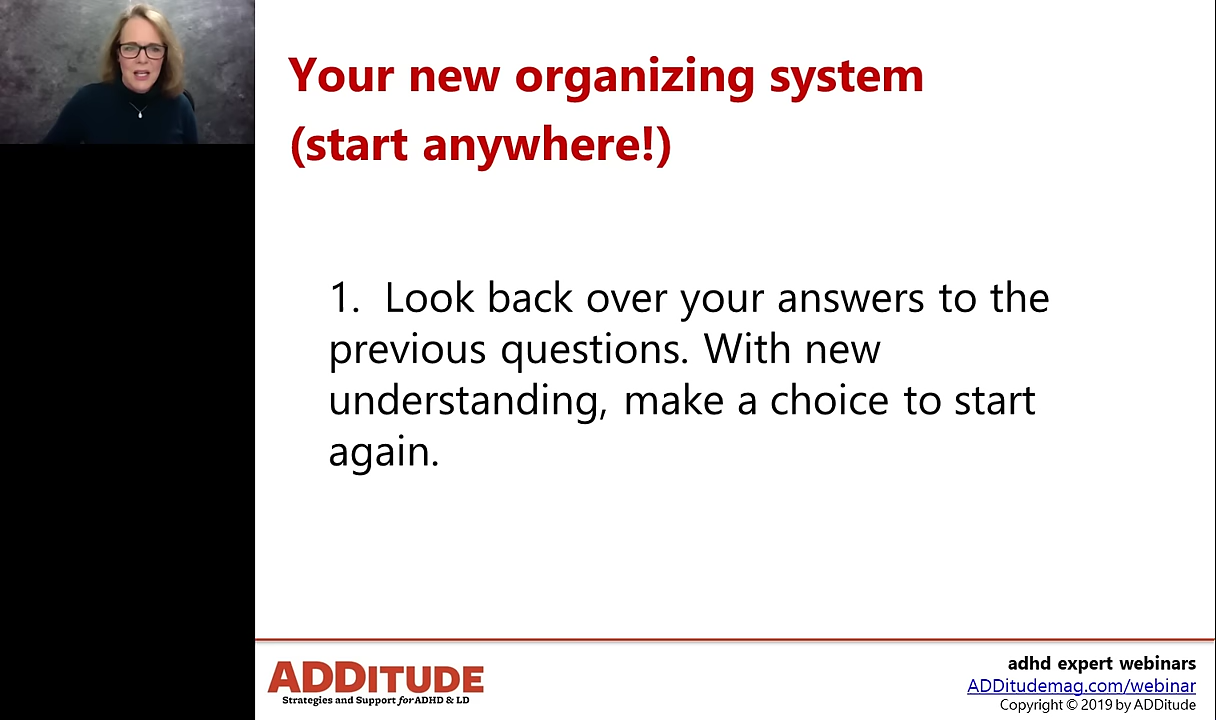 Your new organizing system
(start anywhere!)
1. Look back over your answers to the
previous questions. With new
understanding, make a choice to start
again.
ADDITUDE
Strategies and Support for ADHD & LD
adhd expert webinars
ADDitudemag.com/webinar
Copyright © 2019 by ADDitude